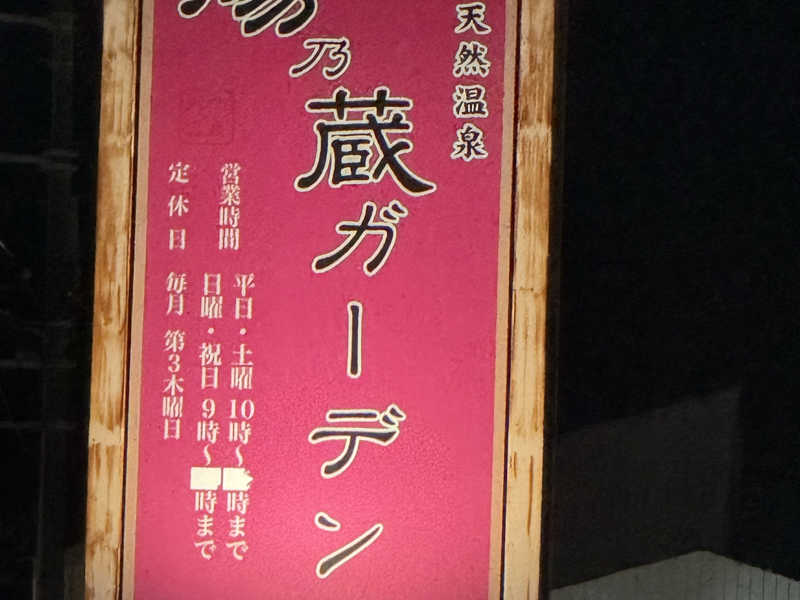 天然温泉
湯乃蔵ガーデン
営業時間 平日・土曜 10時〜 時まで
日曜・祝日 9時〜 時まで
定休日 毎月 第3木曜日